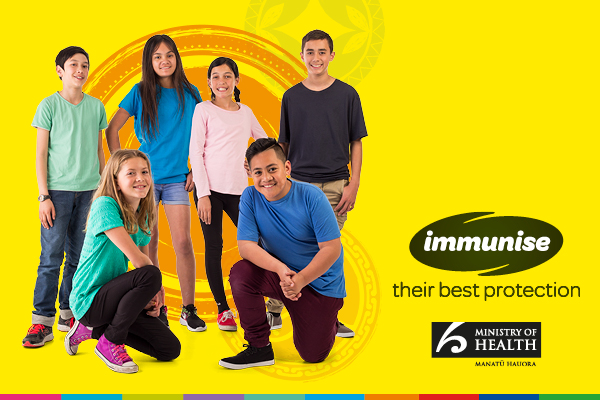 immunise
their best protection
MINISTRY OF
HEALTH
MANATŪ HAUORA